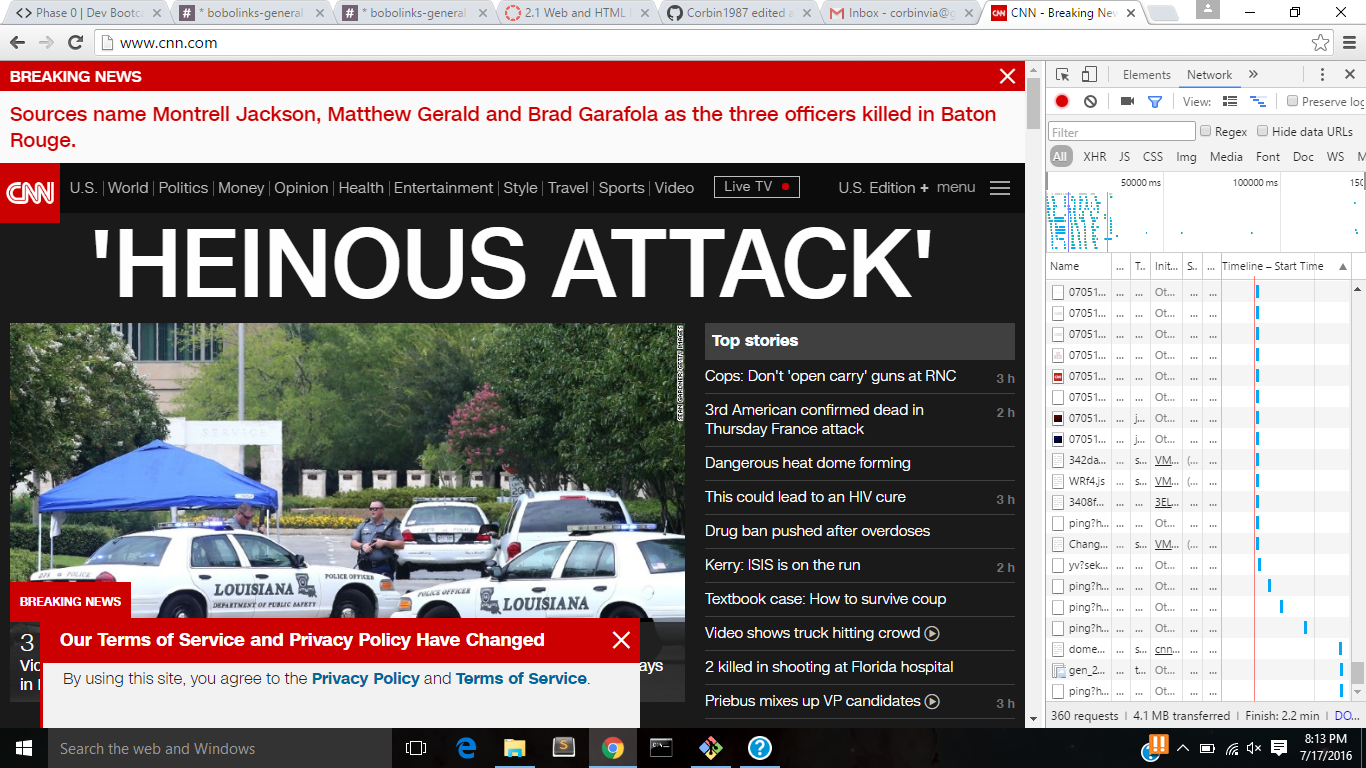 Phase 0 | Dev Bootca
* bobolinks-general
* bobolinks-general
2.1 Web and HTML
Corbin1987 edited a
Inbox - corbinvia@g
CNN - Breaking New
www.cnn.com
BREAKING NEWS
Sources name Montrell Jackson, Matthew Gerald and Brad Garafola as the three officers killed in Baton
Rouge.
CNN
U.S. | World | Politics | Money | Opinion | Health | Entertainment | Style | Travel | Sports | Video
Live TV
U.S. Edition + menu
'HEINOUS ATTACK'
SEAN GARDNER/GETTY IMAGES
SERVICE
LOUISIANA
DEPARTMENT OF PUBLIC SAFETY
POLICE OFFICER
POLICE OFFICER
LOUISIANA
BREAKING NEWS
3
Vic
in
ays
Our Terms of Service and Privacy Policy Have Changed
By using this site, you agree to the Privacy Policy and Terms of Service.
Top stories
Cops: Don't 'open carry' guns at RNC 3 h
3rd American confirmed dead in 2 h
Thursday France attack
Dangerous heat dome forming
This could lead to an HIV cure 3 h
Drug ban pushed after overdoses
Kerry: ISIS is on the run 2 h
Textbook case: How to survive coup
Video shows truck hitting crowd
2 killed in shooting at Florida hospital
Priebus mixes up VP candidates 3 h
Elements Network »
View: Preserve log
Filter Regex Hide data URLs
All XHR JS CSS Img Media Font Doc WS M
50000 ms 100000 ms 150
Name ... T.. Init... S.. ... Timeline – Start Time
07051... ... ... Ot... ... ...
07051... ... ... Ot... ... ...
07051... ... ... Ot... ... ...
07051... ... ... Ot... ... ...
07051... ... ... Ot... ... ...
07051... ... ... Ot... ... ...
07051... ... j... Ot... ... ...
07051... ... j... Ot... ... ...
342da... ... s... VM... (... ...
WRf4.js ... s... VM... ... ...
3408f... ... s... 3EL... ... ...
ping?h... ... ... Ot... ... ...
Chang... ... s... VM... (... ...
yv?sek... ... ... Ot... ... ...
ping?h... ... ... Ot... ... ...
ping?h... ... ... Ot... ... ...
ping?h... ... ... Ot... ... ...
dome... ... s... cnn... ... ...
gen_2... ... t... Ot... ... ...
ping?h... ... ... Ot... ... ...
360 requests | 4.1 MB transferred | Finish: 2.2 min | DO...
Search the web and Windows
8:13 PM
7/17/2016